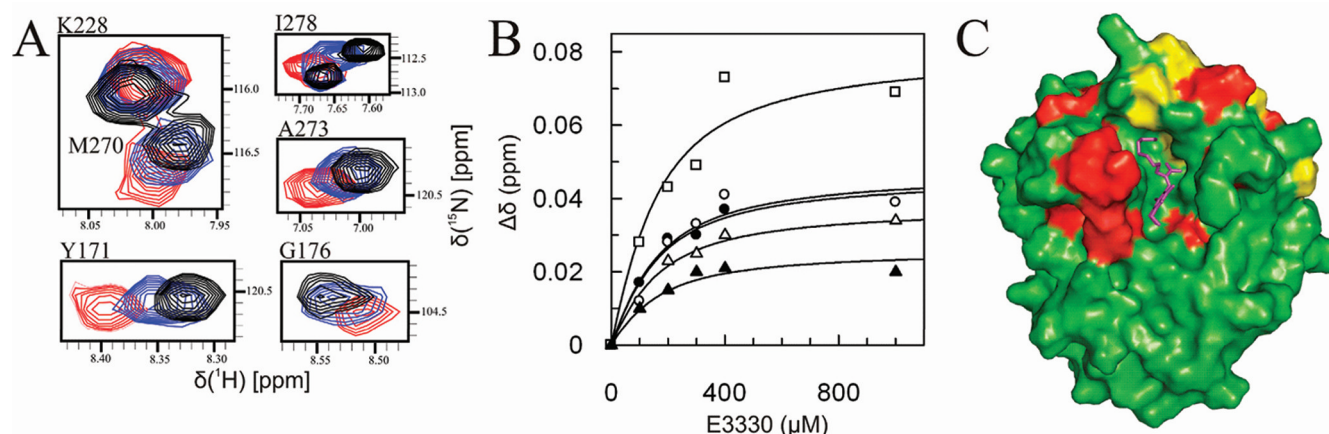 A
K228
M270
116.0
116.5
8.05 8.00 7.95
I278
112.5
113.0
7.70 7.65 7.60
A273
120.5
7.05 7.00
Y171
120.5
8.40 8.35 8.30
G176
104.5
8.55 8.50
δ(¹H) [ppm]
δ(¹⁵N) [ppm]
B
0.08
0.06
0.04
0.02
0
Δδ (ppm)
0 400 800
E3330 (µM)
C